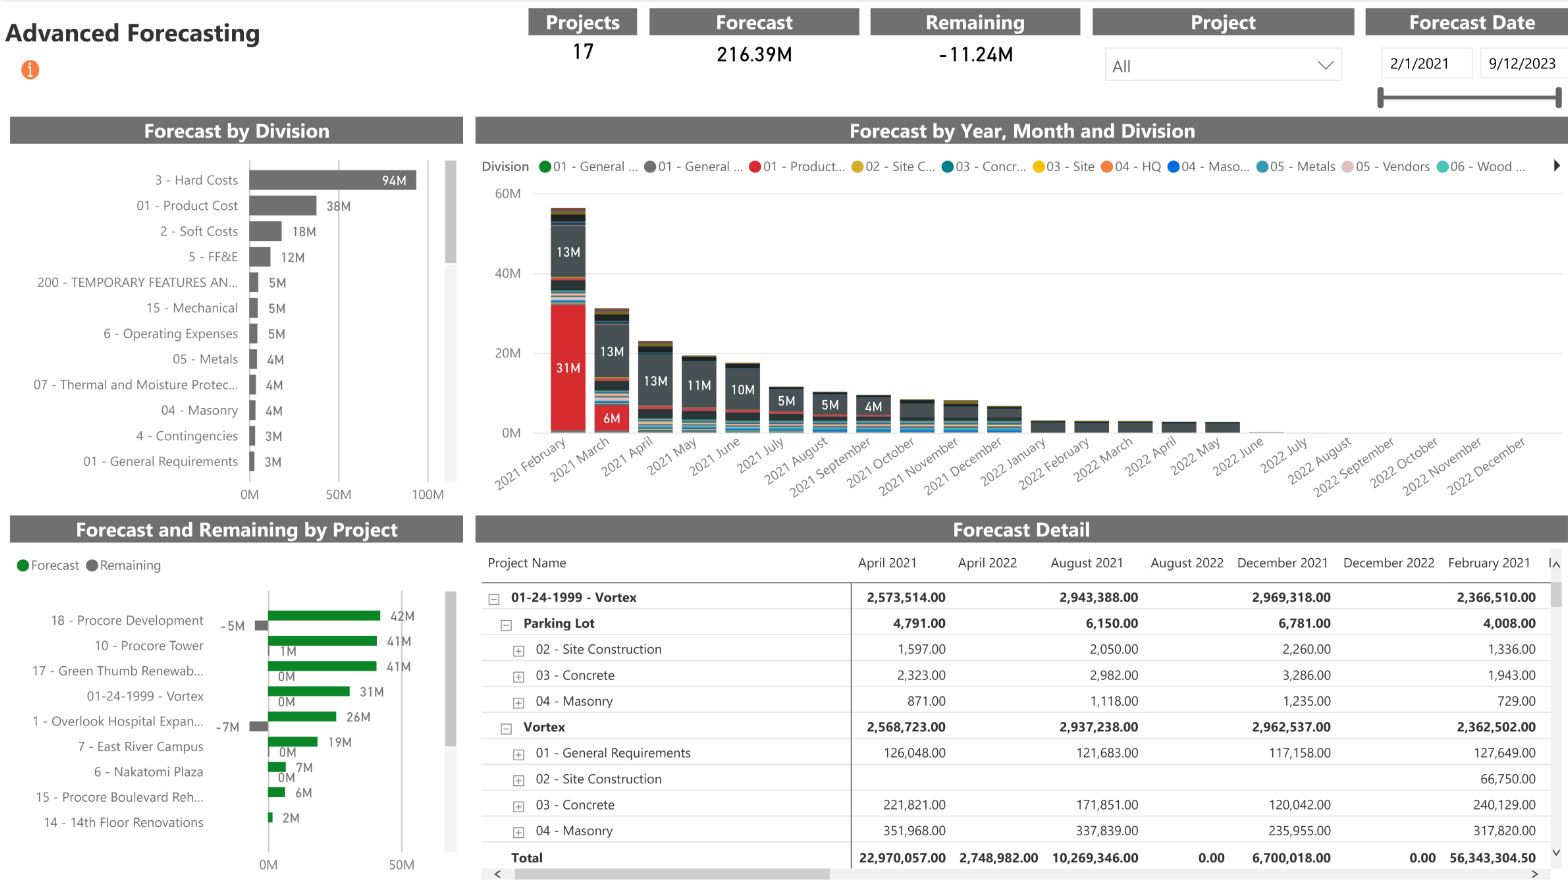 Advanced Forecasting
Projects
17
Forecast
216.39M
Remaining
-11.24M
Project
All
Forecast Date
2/1/2021 9/12/2023
Forecast by Division
3 - Hard Costs 94M
01 - Product Cost 38M
2 - Soft Costs 18M
5 - FF&E 12M
200 - TEMPORARY FEATURES AN... 5M
15 - Mechanical 5M
6 - Operating Expenses 5M
05 - Metals 4M
07 - Thermal and Moisture Protec... 4M
04 - Masonry 4M
4 - Contingencies 3M
01 - General Requirements 3M
0M 50M 100M
Forecast by Year, Month and Division
Division 01 - General ... 01 - General ... 01 - Product... 02 - Site C... 03 - Concr... 03 - Site 04 - HQ 04 - Maso... 05 - Metals 05 - Vendors 06 - Wood ...
60M
40M
20M
0M
13M
31M
13M
6M
13M
11M
10M
5M
5M
4M
2021 February
2021 March
2021 April
2021 May
2021 June
2021 July
2021 August
2021 September
2021 October
2021 November
2021 December
2022 January
2022 February
2022 March
2022 April
2022 May
2022 June
2022 July
2022 August
2022 September
2022 October
2022 November
2022 December
Forecast and Remaining by Project
Forecast Remaining
18 - Procore Development 42M
-5M
10 - Procore Tower 41M
1M
17 - Green Thumb Renewab... 41M
0M
01-24-1999 - Vortex 31M
0M
1 - Overlook Hospital Expan... 26M
-7M
7 - East River Campus 19M
0M
6 - Nakatomi Plaza 7M
0M
15 - Procore Boulevard Reh... 6M
14 - 14th Floor Renovations 2M
0M 50M
Forecast Detail
Project Name April 2021 April 2022 August 2021 August 2022 December 2021 December 2022 February 2021
01-24-1999 - Vortex 2,573,514.00 2,943,388.00 2,969,318.00 2,366,510.00
Parking Lot 4,791.00 6,150.00 6,781.00 4,008.00
02 - Site Construction 1,597.00 2,050.00 2,260.00 1,336.00
03 - Concrete 2,323.00 2,982.00 3,286.00 1,943.00
04 - Masonry 871.00 1,118.00 1,235.00 729.00
Vortex 2,568,723.00 2,937,238.00 2,962,537.00 2,362,502.00
01 - General Requirements 126,048.00 121,683.00 117,158.00 127,649.00
02 - Site Construction 66,750.00
03 - Concrete 221,821.00 171,851.00 120,042.00 240,129.00
04 - Masonry 351,968.00 337,839.00 235,955.00 317,820.00
Total 22,970,057.00 2,748,982.00 10,269,346.00 0.00 6,700,018.00 0.00 56,343,304.50